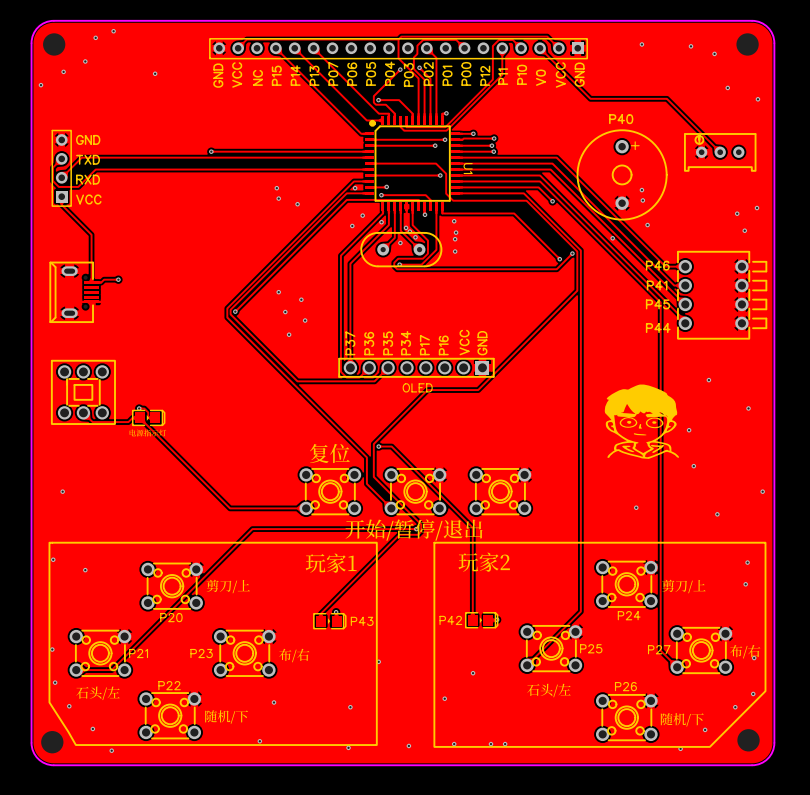 GND VCC NC P15 P14 P13 P07 P06 P05 P04 P03 P02 P01 P00 P12 P11 P10 V0 VCC GND
P40
+
GND
TXD
RXD
VCC
U1
P46
P41
P45
P44
P37 P36 P35 P34 P17 P16 VCC GND
OLED
电源指示灯
复位
开始/暂停/退出
玩家1
玩家2
剪刀/上
剪刀/上
P20
P24
P43
P42
P21
P23
布/右
P25
P27
布/右
石头/左
P22
随机/下
石头/左
P26
随机/下